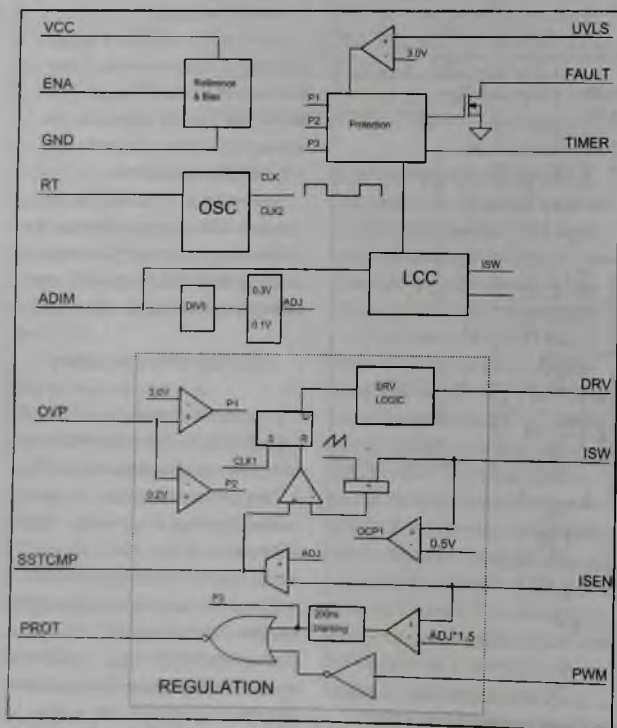 VCC
UVLS
3.0V
ENA
Reference
& Bias
FAULT
P1
P2
P3
Protection
GND
TIMER
RT
OSC
CLK
CLK2
LCC
ISW
ADIM
0.3V
0.1V
ADJ
3.0V
P1
DRV
LOGIC
DRV
OVP
S
R
ISW
CLK1
P2
0.2V
OCP1
0.5V
SSTCMP
ADJ
ISEN
P3
200ns
blanking
PROT
ADJ*1.5
PWM
REGULATION